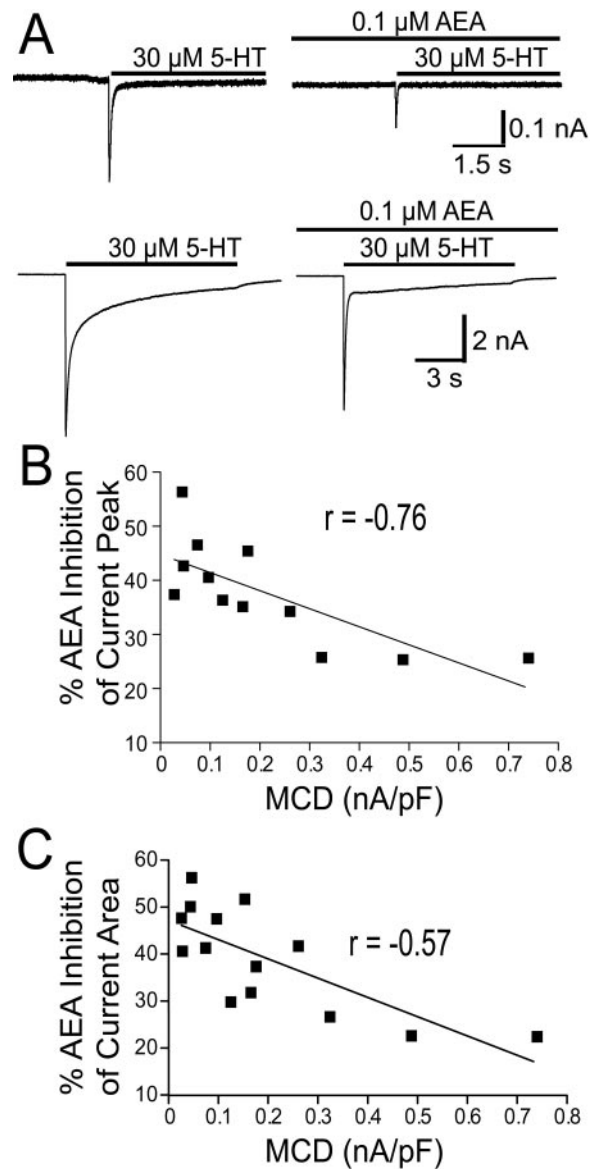 A
0.1 µM AEA
30 µM 5-HT
30 µM 5-HT
0.1 nA
1.5 s
0.1 µM AEA
30 µM 5-HT
30 µM 5-HT
2 nA
3 s
B
% AEA Inhibition
of Current Peak
60
50
40
30
20
10
r = -0.76
0 0.1 0.2 0.3 0.4 0.5 0.6 0.7 0.8
MCD (nA/pF)
C
% AEA Inhibition
of Current Area
60
50
40
30
20
10
r = -0.57
0 0.1 0.2 0.3 0.4 0.5 0.6 0.7 0.8
MCD (nA/pF)